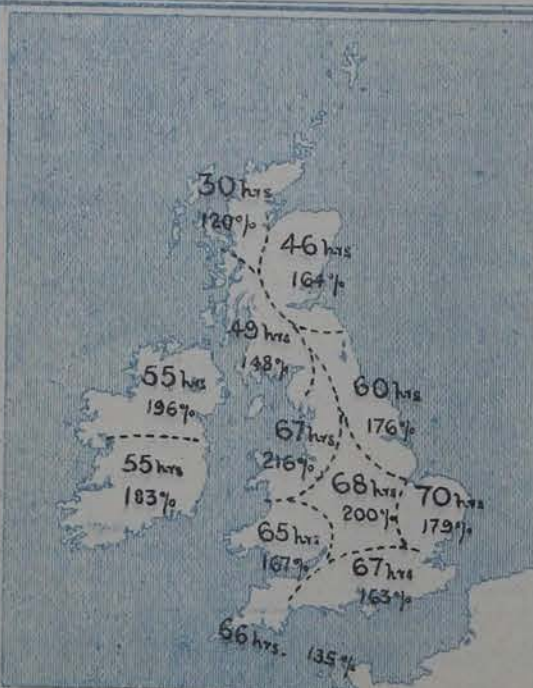 30 hrs
120%
46 hrs
164%
49 hrs
148%
55 hrs
196%
60 hrs
176%
67 hrs
216%
55 hrs
183%
68 hrs
200%
70 hrs
179%
65 hrs
167%
67 hrs
163%
66 hrs. 135%